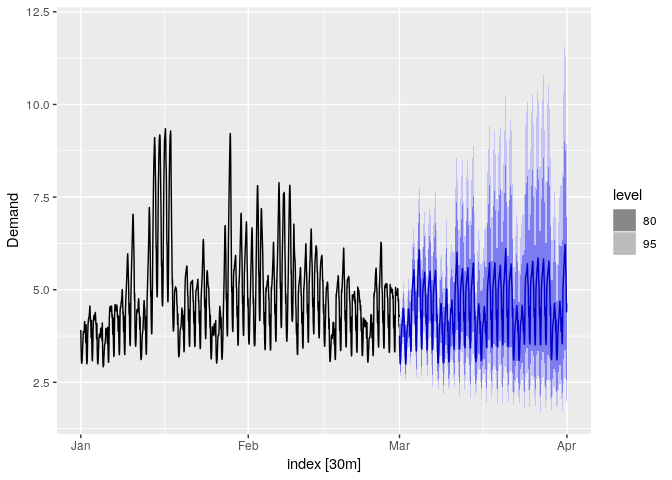 12.5
10.0
7.5
5.0
2.5
Demand
Jan
Feb
Mar
Apr
index [30m]
level
80
95